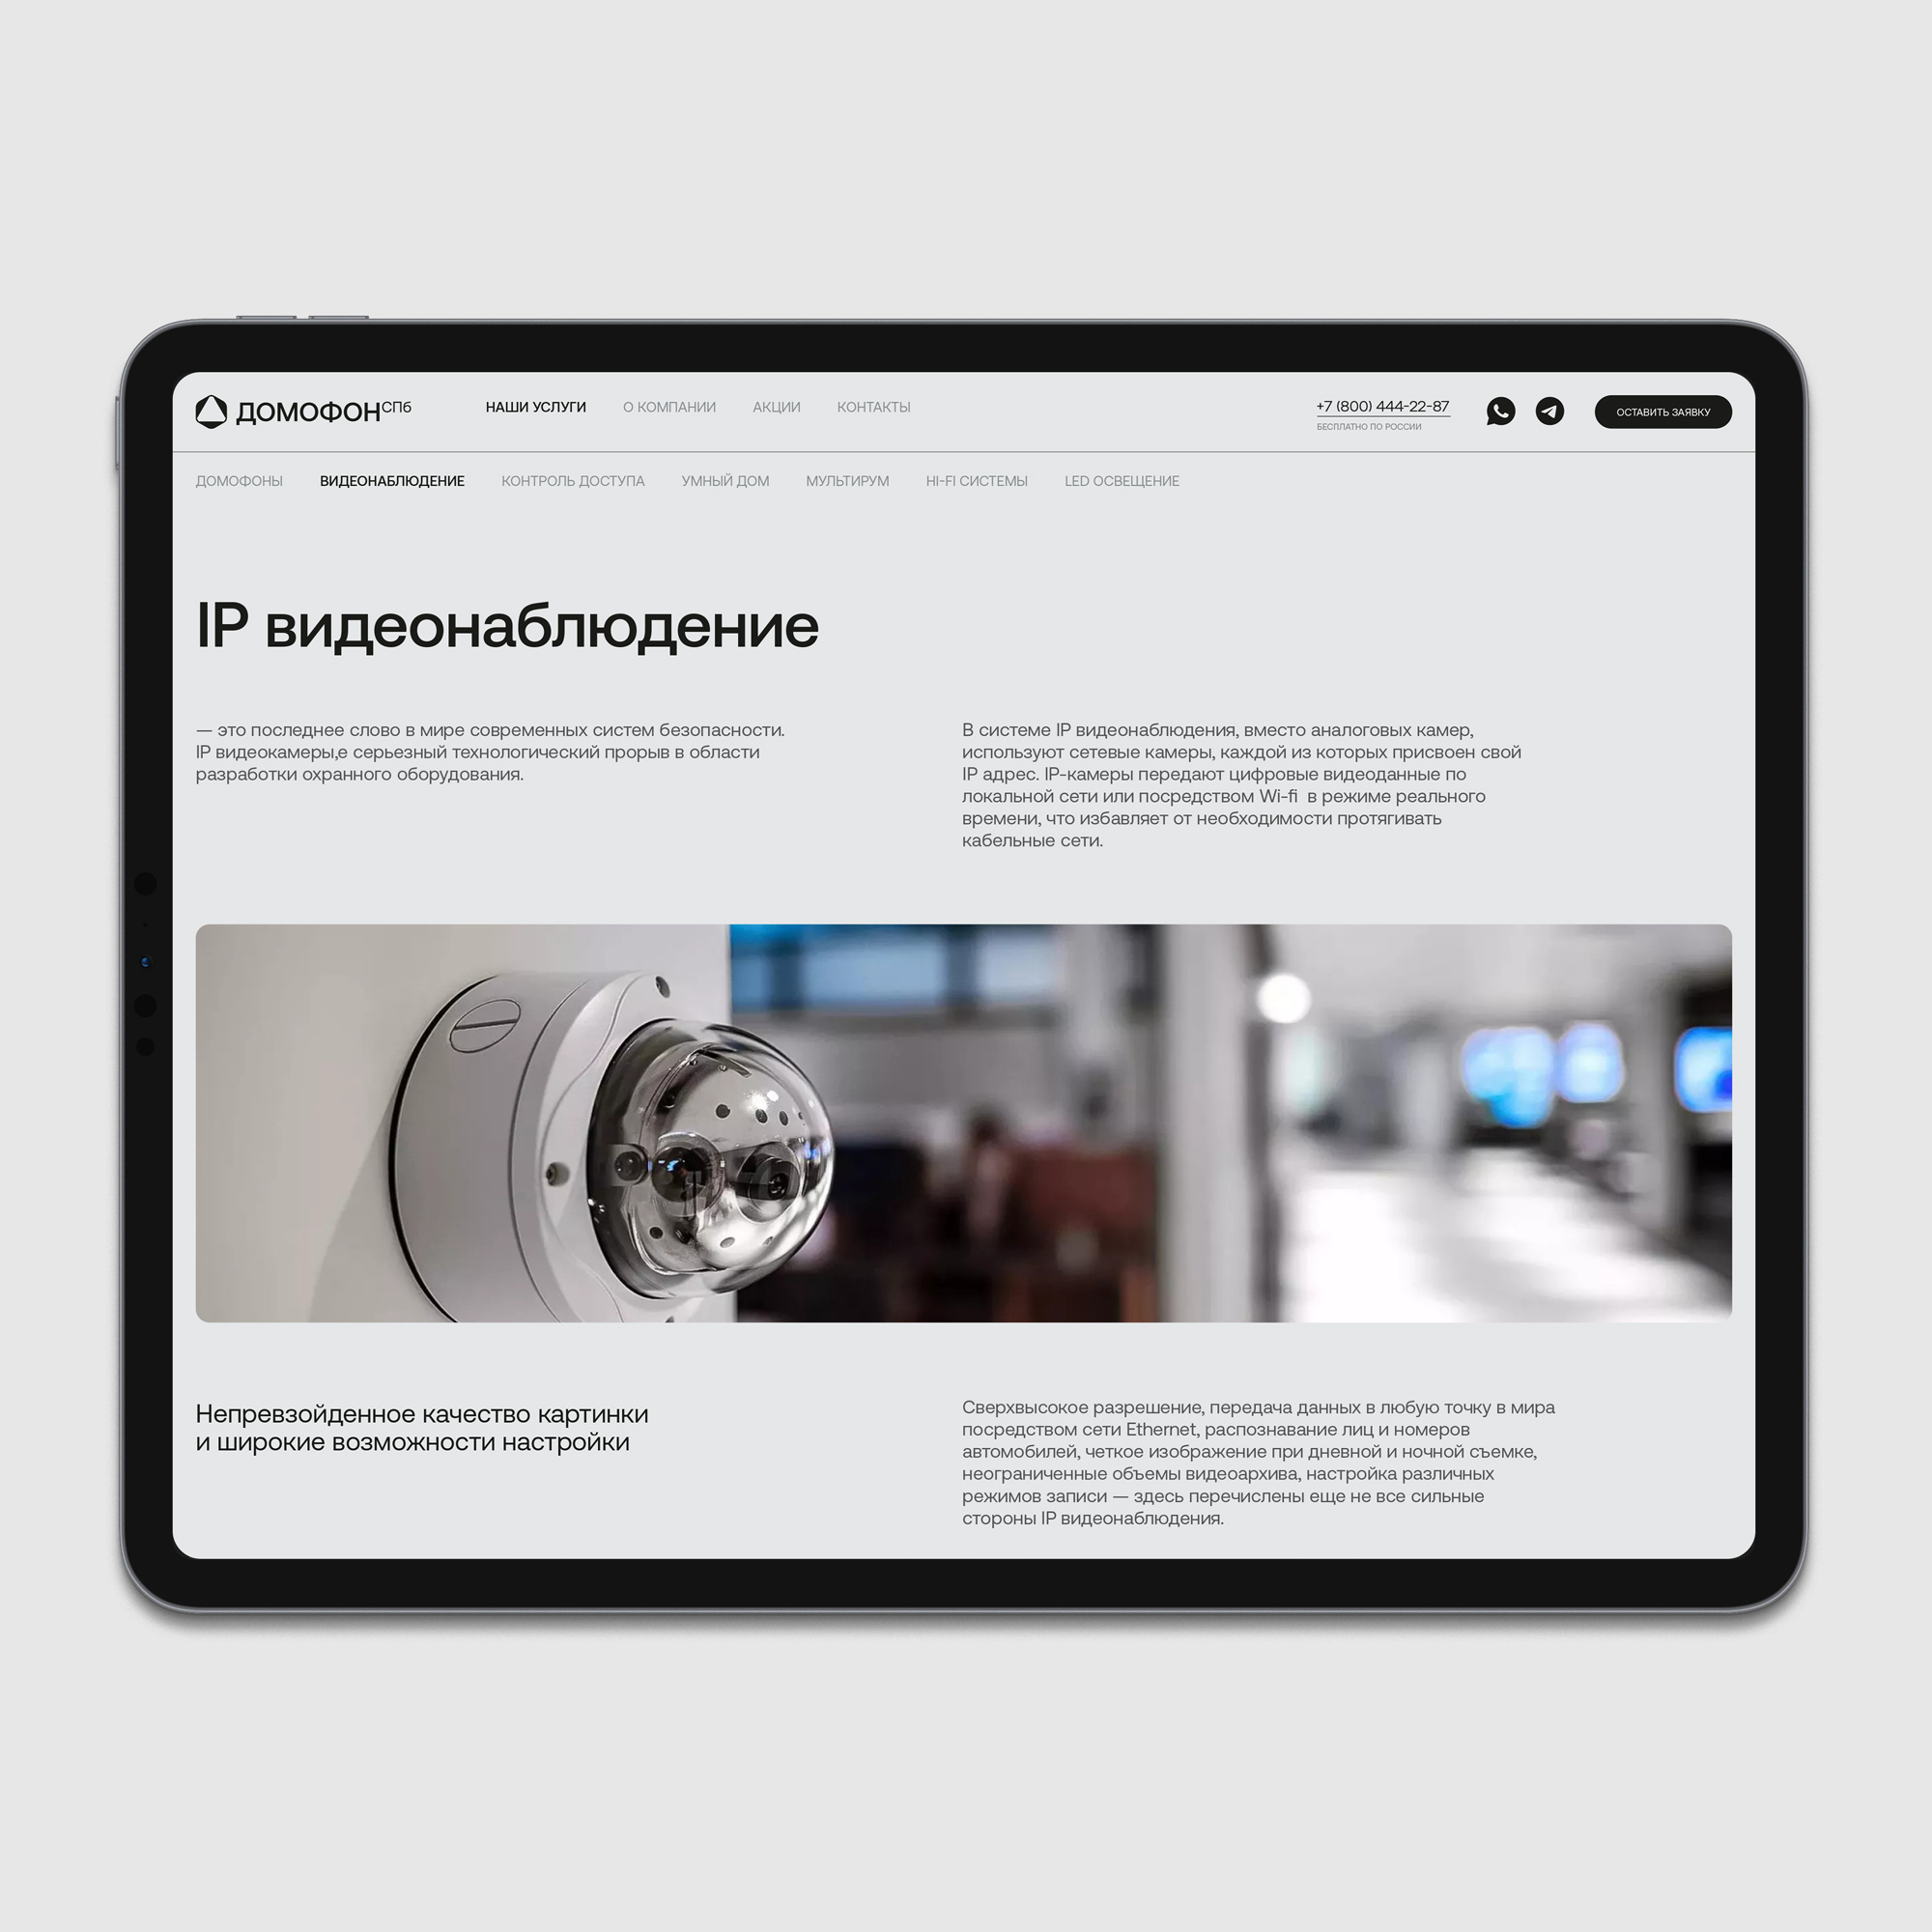 ДОМОФОНСПб
НАШИ УСЛУГИ О КОМПАНИИ АКЦИИ КОНТАКТЫ
+7 (800) 444-22-87
БЕСПЛАТНО ПО РОССИИ
ОСТАВИТЬ ЗАЯВКУ
ДОМОФОНЫ ВИДЕОНАБЛЮДЕНИЕ КОНТРОЛЬ ДОСТУПА УМНЫЙ ДОМ МУЛЬТИРУМ HI-FI СИСТЕМЫ LED ОСВЕЩЕНИЕ
IP видеонаблюдение
— это последнее слово в мире современных систем безопасности.
IP видеокамеры,е серьезный технологический прорыв в области
разработки охранного оборудования.
В системе IP видеонаблюдения, вместо аналоговых камер,
используют сетевые камеры, каждой из которых присвоен свой
IP адрес. IP-камеры передают цифровые видеоданные по
локальной сети или посредством Wi-fi в режиме реального
времени, что избавляет от необходимости протягивать
кабельные сети.
Непревзойденное качество картинки
и широкие возможности настройки
Сверхвысокое разрешение, передача данных в любую точку в мира
посредством сети Ethernet, распознавание лиц и номеров
автомобилей, четкое изображение при дневной и ночной съемке,
неограниченные объемы видеоархива, настройка различных
режимов записи — здесь перечислены еще не все сильные
стороны IP видеонаблюдения.